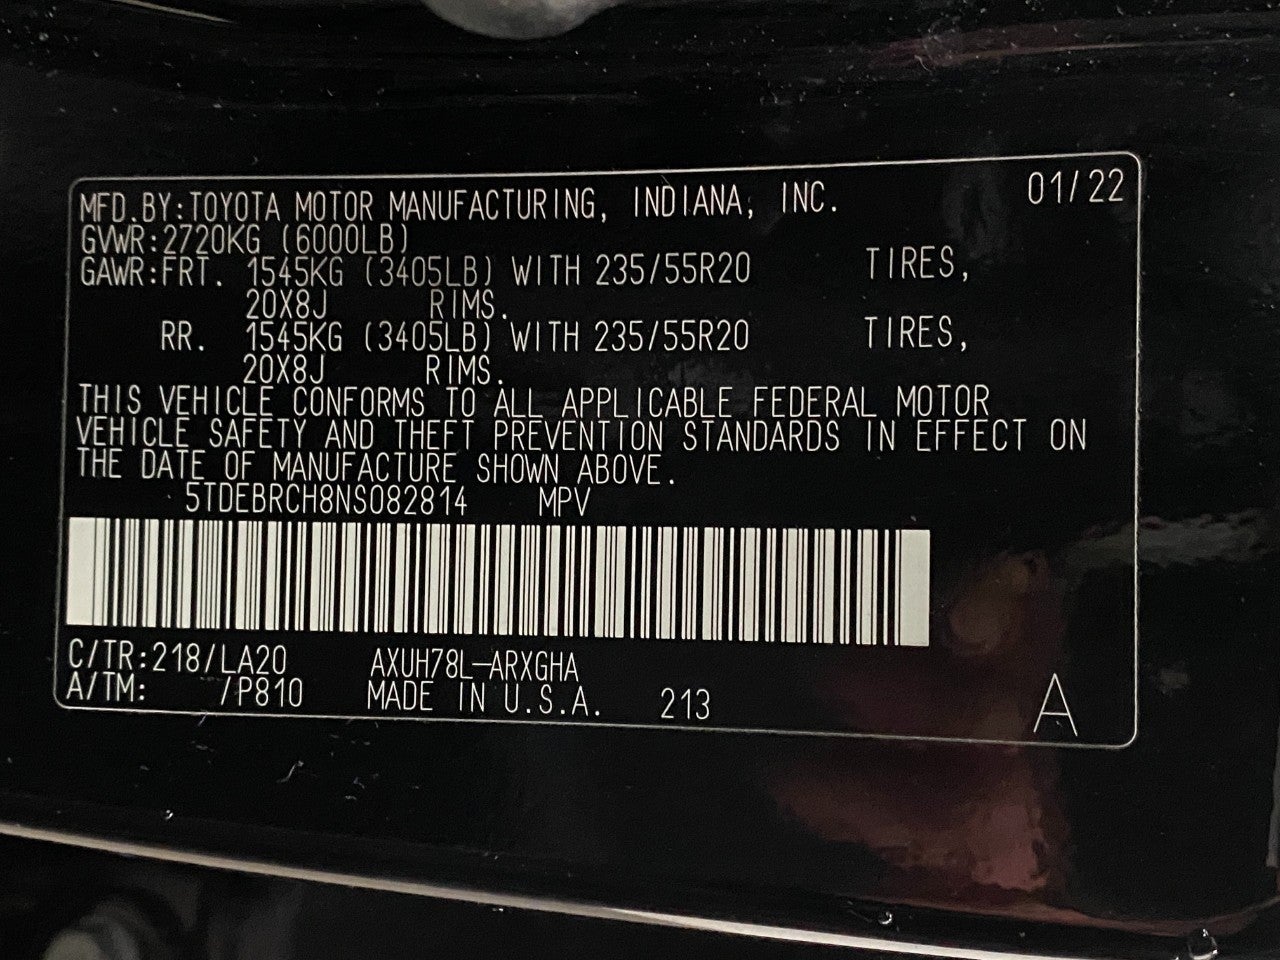 MFD.BY:TOYOTA MOTOR MANUFACTURING, INDIANA, INC. 01/22
GVWR:2720KG (6000LB)
GAWR:FRT. 1545KG (3405LB) WITH 235/55R20 TIRES,
20X8J RIMS.
RR. 1545KG (3405LB) WITH 235/55R20 TIRES,
20X8J RIMS.
THIS VEHICLE CONFORMS TO ALL APPLICABLE FEDERAL MOTOR
VEHICLE SAFETY AND THEFT PREVENTION STANDARDS IN EFFECT ON
THE DATE OF MANUFACTURE SHOWN ABOVE.
5TDEBRCH8NS082814 MPV
C/TR:218/LA20 AXUH78L-ARXGHA
A/TM: /P810 MADE IN U.S.A. 213 A